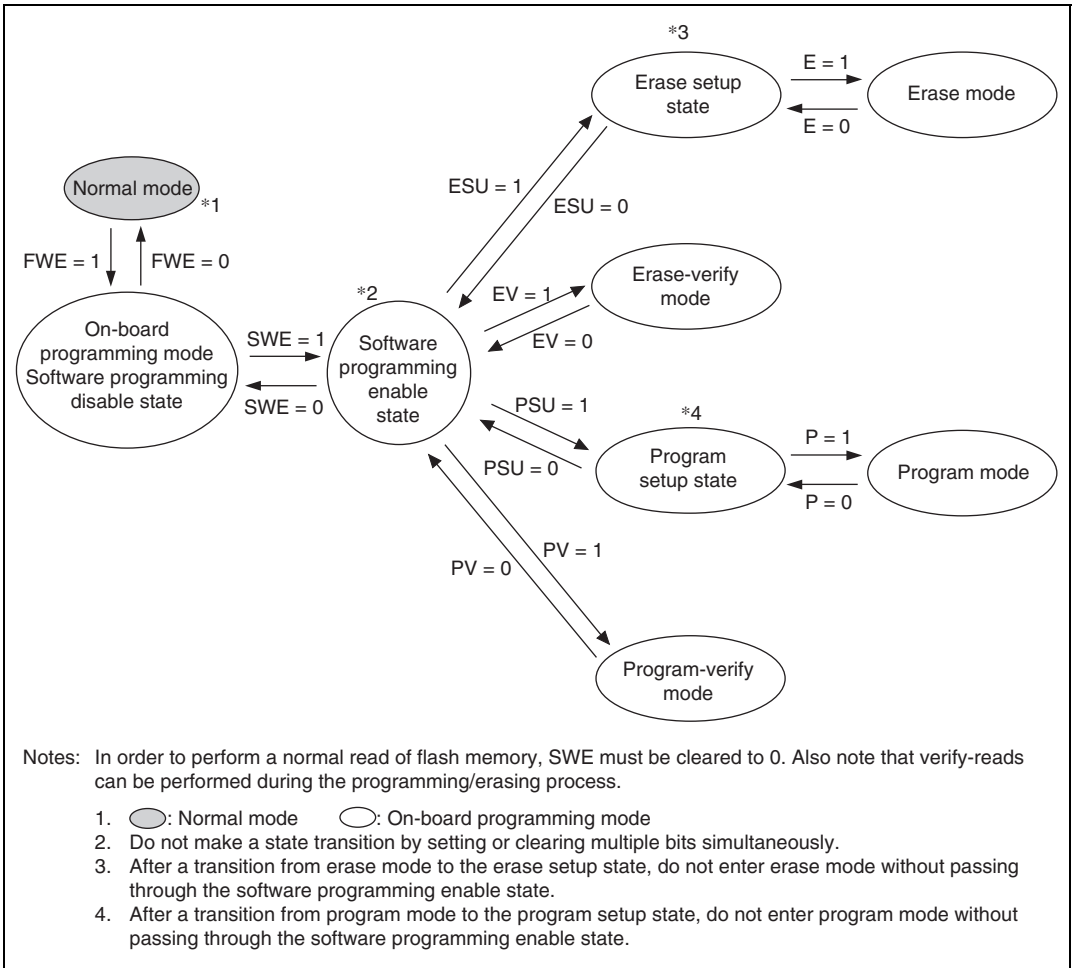 *3
Erase setup
state
E = 1
E = 0
Erase mode
Normal mode
*1
FWE = 1
FWE = 0
ESU = 1
ESU = 0
Erase-verify
mode
EV = 1
EV = 0
*2
On-board
programming mode
Software programming
disable state
SWE = 1
SWE = 0
Software
programming
enable
state
PSU = 1
PSU = 0
*4
Program
setup state
P = 1
P = 0
Program mode
PV = 1
PV = 0
Program-verify
mode
Notes: In order to perform a normal read of flash memory, SWE must be cleared to 0. Also note that verify-reads
can be performed during the programming/erasing process.
1. : Normal mode : On-board programming mode
2. Do not make a state transition by setting or clearing multiple bits simultaneously.
3. After a transition from erase mode to the erase setup state, do not enter erase mode without passing
through the software programming enable state.
4. After a transition from program mode to the program setup state, do not enter program mode without
passing through the software programming enable state.